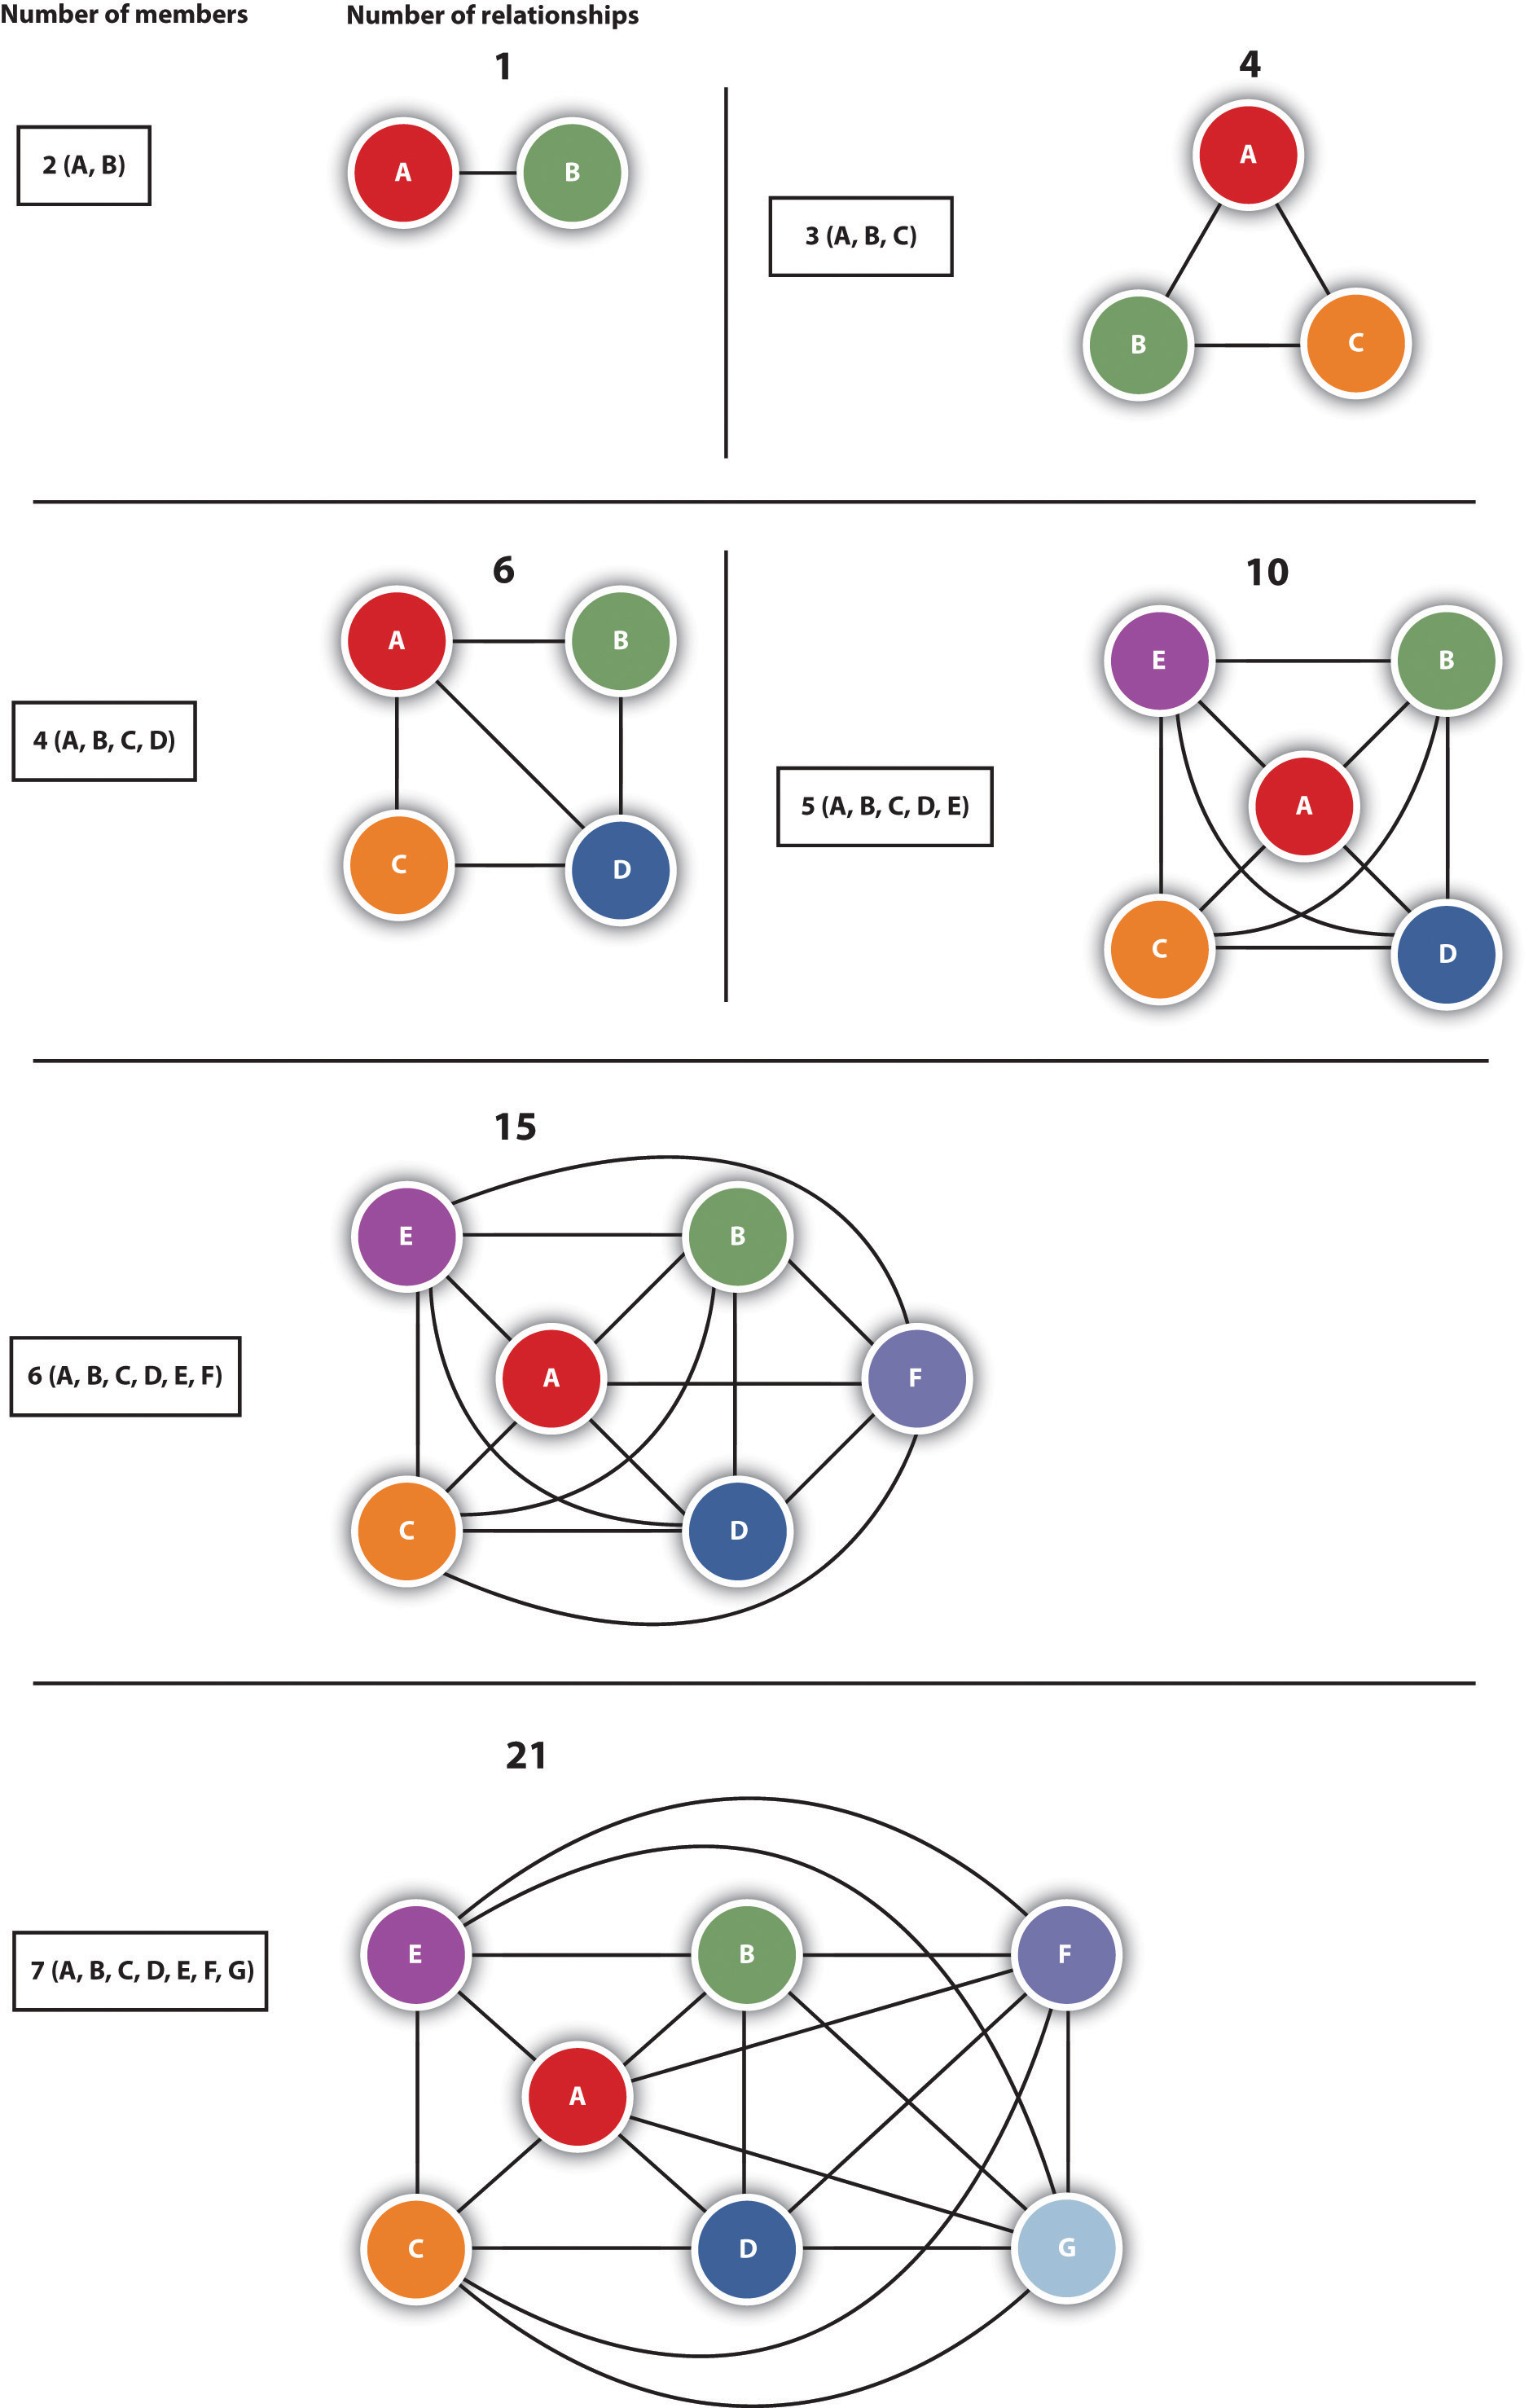 Number of members
Number of relationships
1
2 (A, B)
A
B
4
3 (A, B, C)
A
B
C
6
4 (A, B, C, D)
A
B
C
D
10
5 (A, B, C, D, E)
E
B
A
C
D
15
6 (A, B, C, D, E, F)
E
B
A
F
C
D
21
7 (A, B, C, D, E, F, G)
E
B
F
A
C
D
G